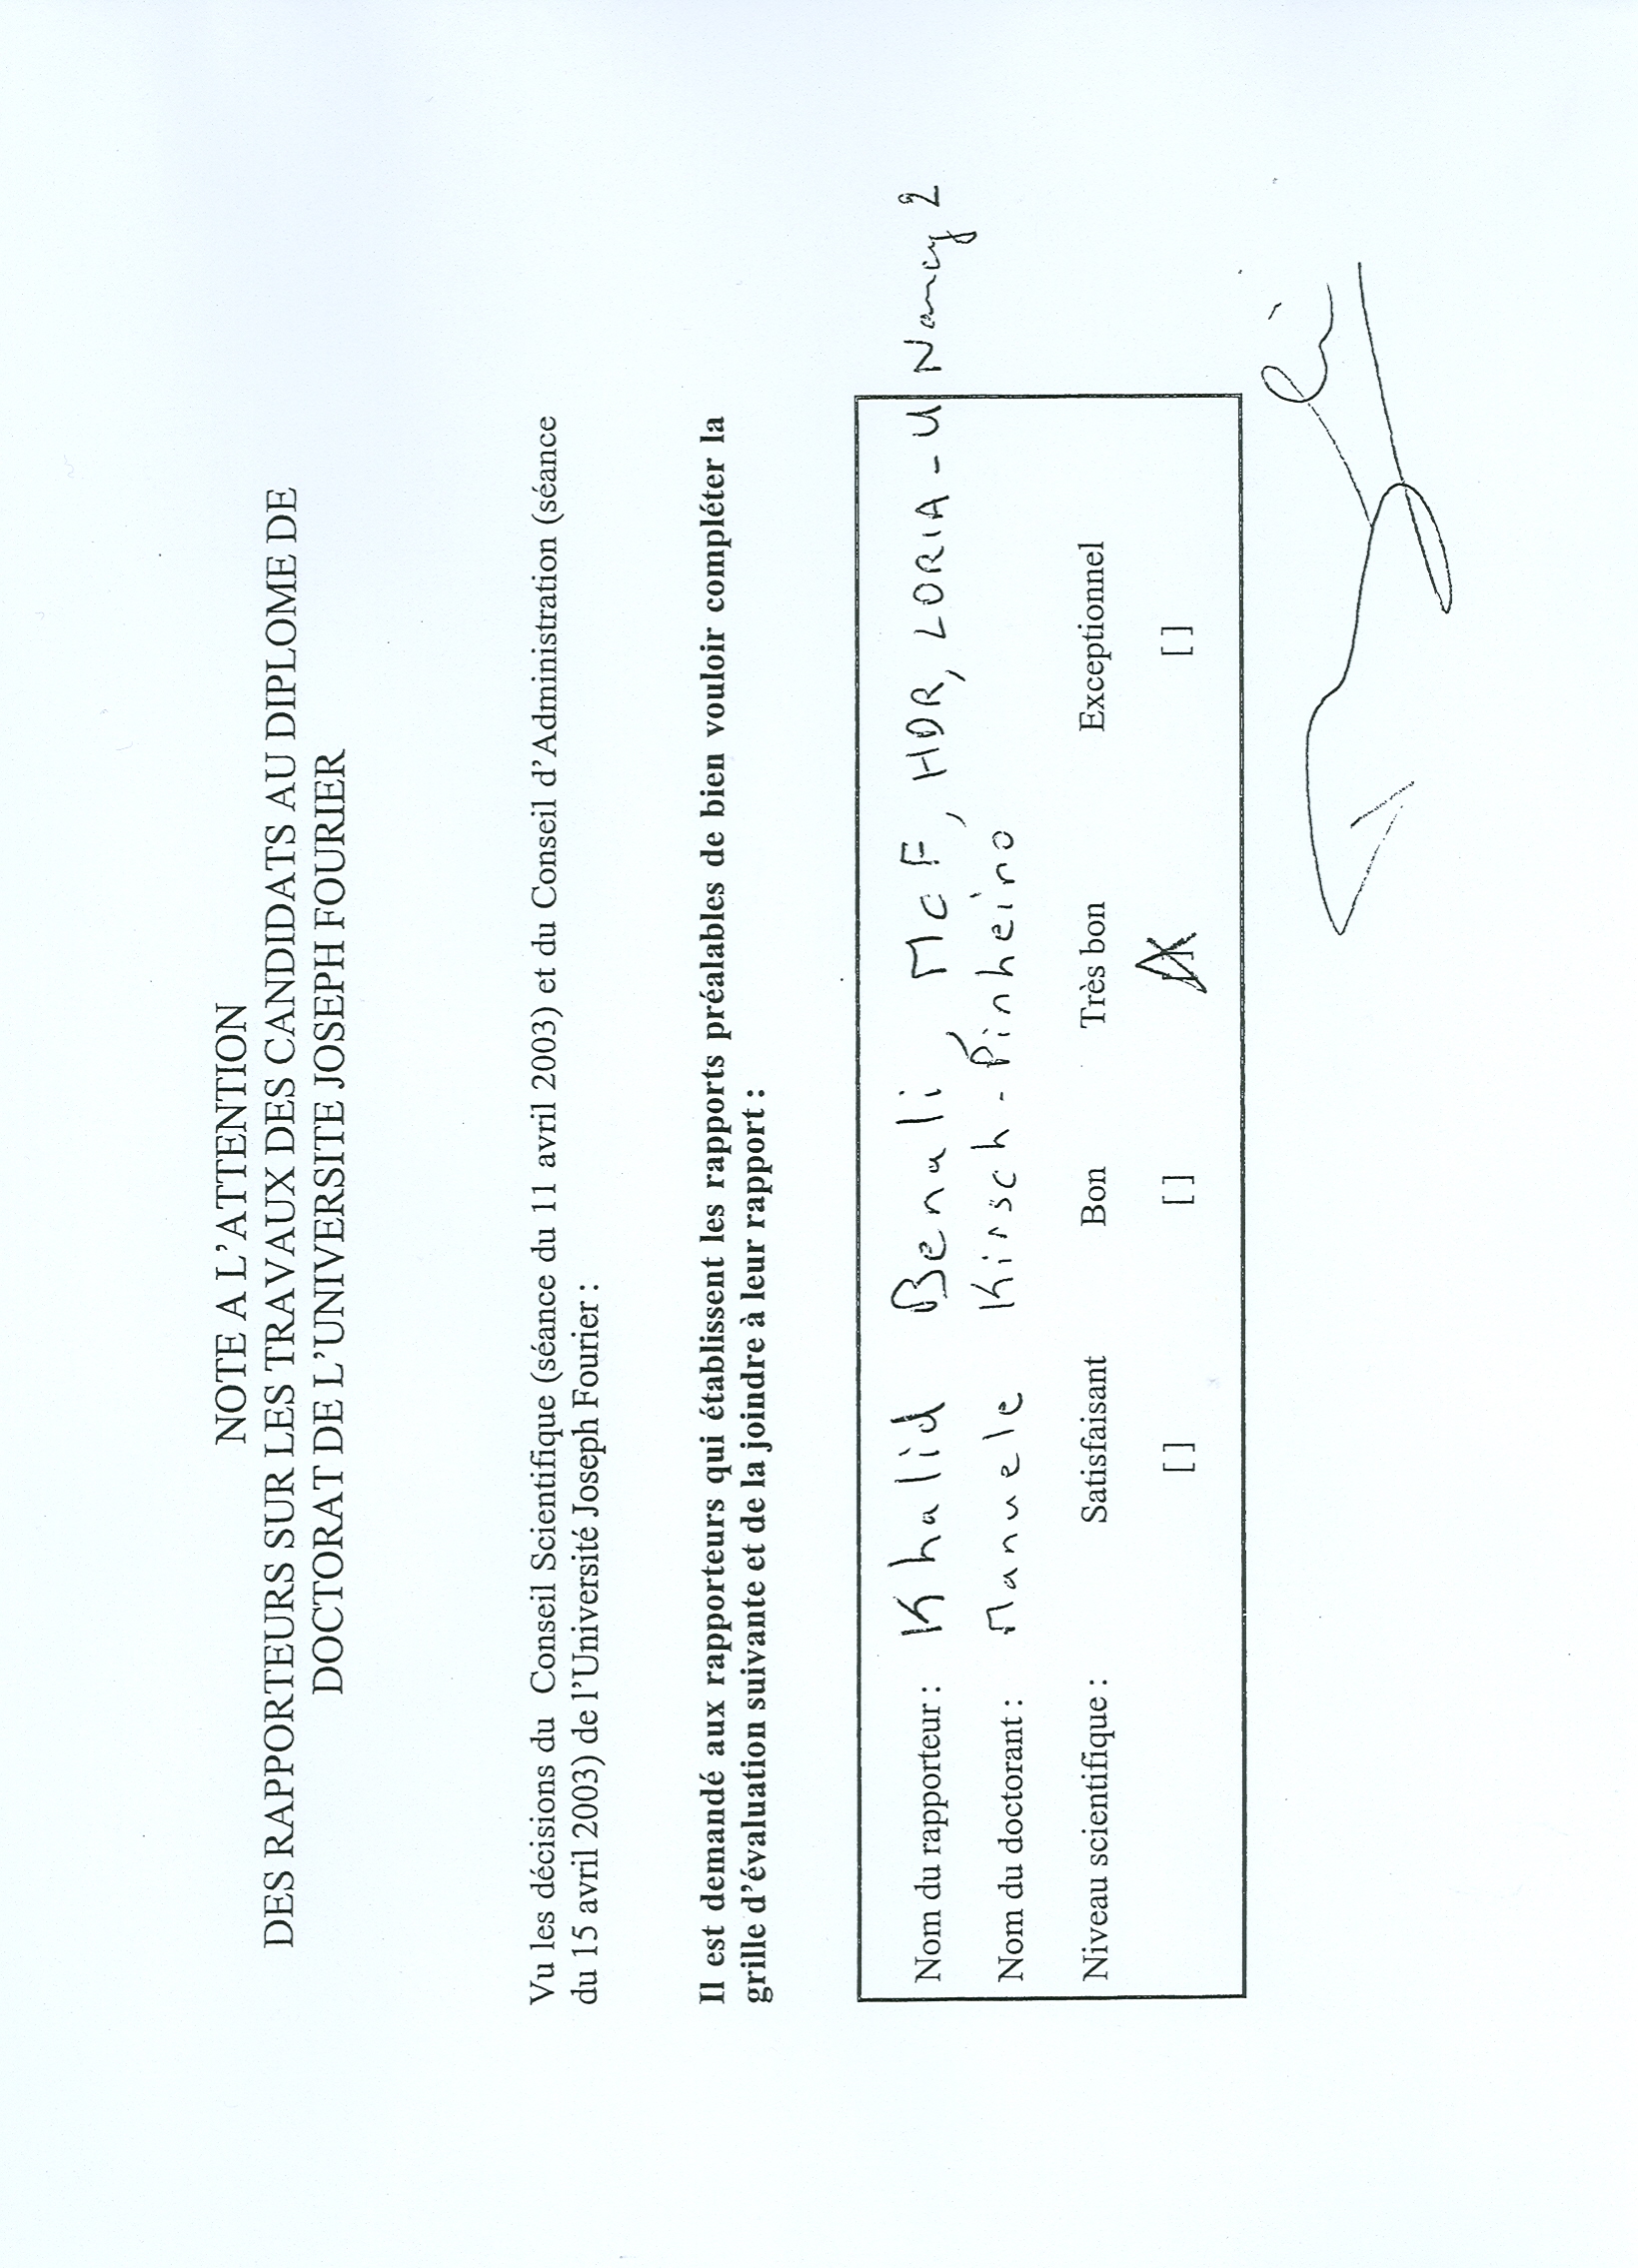 NOTE A L'ATTENTION
DES RAPPORTEURS SUR LES TRAVAUX DES CANDIDATS AU DIPLOME DE
DOCTORAT DE L'UNIVERSITE JOSEPH FOURIER
Vu les décisions du Conseil Scientifique (séance du 11 avril 2003) et du Conseil d'Administration (séance
du 15 avril 2003) de l'Université Joseph Fourier :
Il est demandé aux rapporteurs qui établissent les rapports préalables de bien vouloir compléter la
grille d'évaluation suivante et de la joindre à leur rapport :
Nom du rapporteur : Khalid Benali McF, HDR, LORIA - U Nancy 2
Nom du doctorant : Manuele Kirsch-Pinheiro
Niveau scientifique : Satisfaisant Bon Très bon Exceptionnel
[ ] [ ] [X] [ ]